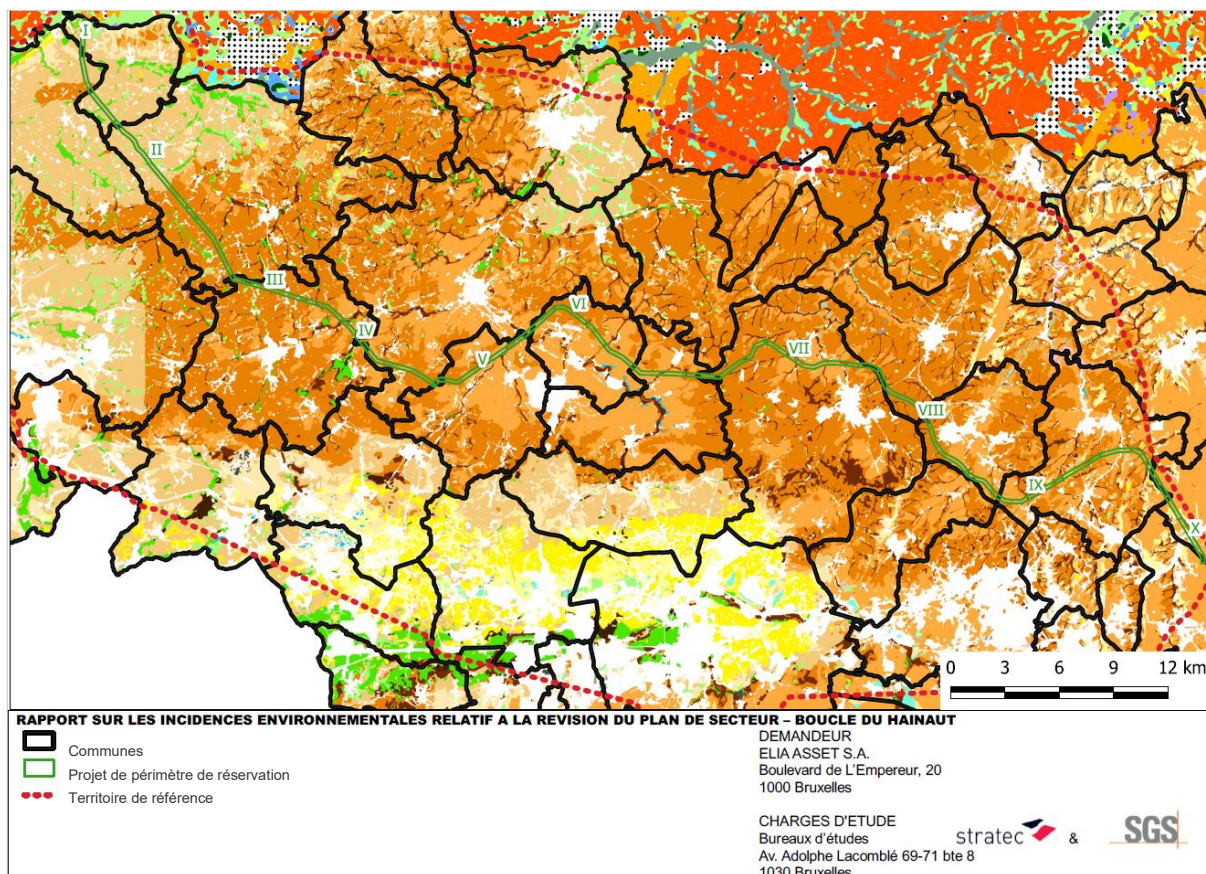 I
II
III
IV
V
VI
VII
VIII
IX
X
0 3 6 9 12 km
RAPPORT SUR LES INCIDENCES ENVIRONNEMENTALES RELATIF A LA REVISION DU PLAN DE SECTEUR – BOUCLE DU HAINAUT
Communes
Projet de périmètre de réservation
Territoire de référence
DEMANDEUR
ELIA ASSET S.A.
Boulevard de L'Empereur, 20
1000 Bruxelles
CHARGES D'ETUDE
Bureaux d'études
Av. Adolphe Lacomblé 69-71 bte 8
1030 Bruxelles
stratec & SGS